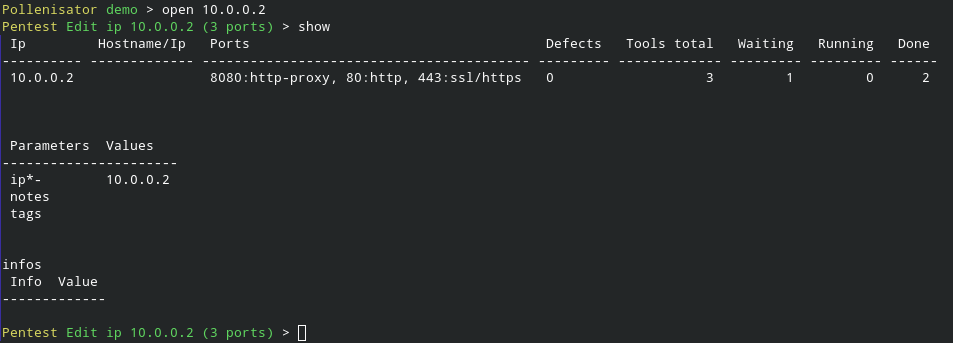 Pollenisator demo > open 10.0.0.2
Pentest Edit ip 10.0.0.2 (3 ports) > show
Ip Hostname/Ip Ports Defects Tools total Waiting Running Done
---------- ------------- ---------------------------------------- --------- ------------- --------- --------- ------
10.0.0.2 8080:http-proxy, 80:http, 443:ssl/https 0 3 1 0 2
Parameters Values
----------------------
ip*- 10.0.0.2
notes
tags
infos
Info Value
-------------
Pentest Edit ip 10.0.0.2 (3 ports) >